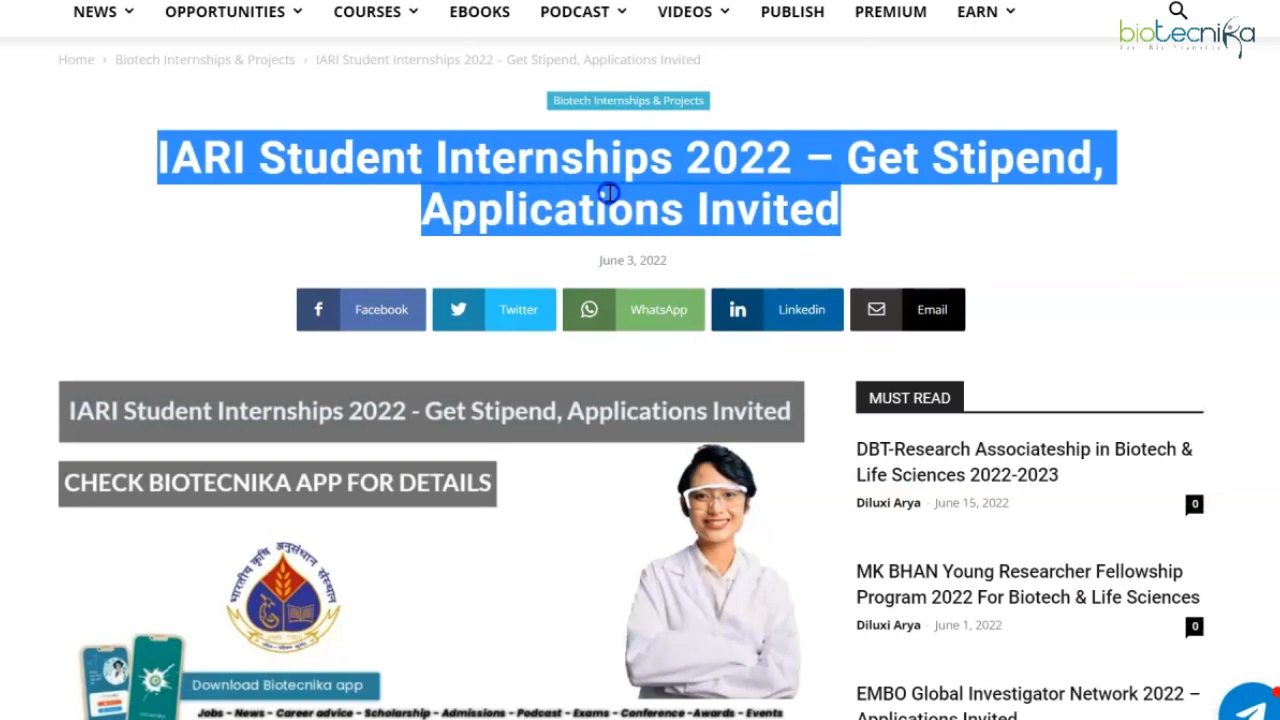 NEWS OPPORTUNITIES COURSES EBOOKS PODCAST VIDEOS PUBLISH PREMIUM EARN
biotecnika
Home › Biotech Internships & Projects › IARI Student Internships 2022 – Get Stipend, Applications Invited
Biotech Internships & Projects
IARI Student Internships 2022 – Get Stipend,
Applications Invited
June 3, 2022
Facebook Twitter WhatsApp Linkedin Email
IARI Student Internships 2022 - Get Stipend, Applications Invited
CHECK BIOTECNIKA APP FOR DETAILS
भारतीय कृषि अनुसंधान संस्थान
Download Biotecnika app
Jobs - News - Career advice - Scholarship - Admissions - Podcast - Exams - Conference -Awards - Events
MUST READ
DBT-Research Associateship in Biotech &
Life Sciences 2022-2023
Diluxi Arya - June 15, 2022 0
MK BHAN Young Researcher Fellowship
Program 2022 For Biotech & Life Sciences
Diluxi Arya - June 1, 2022 0
EMBO Global Investigator Network 2022 –
Applications Invited